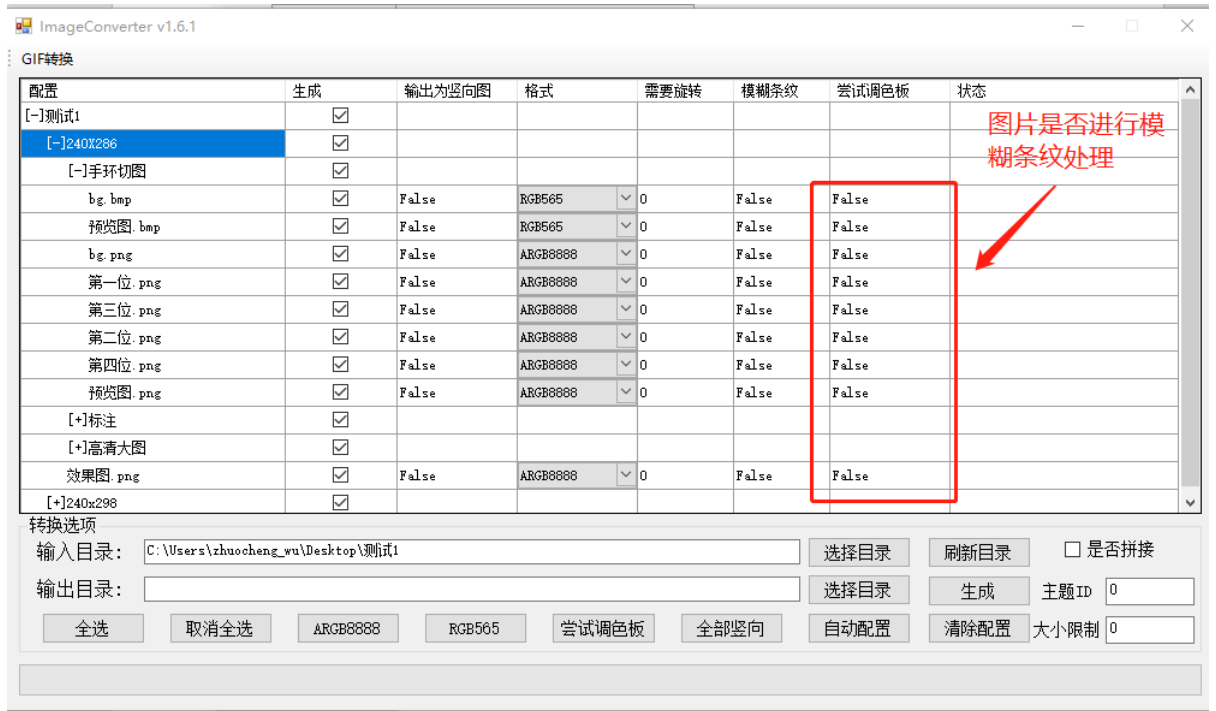 ImageConverter v1.6.1
GIF转换
配置 生成 输出为竖向图 格式 需要旋转 模糊条纹 尝试调色板 状态
[-]测试1
图片是否进行模
糊条纹处理
[-]240X286
[-]手环切图
bg.bmp False RGB565 0 False False
预览图.bmp False RGB565 0 False False
bg.png False ARGB8888 0 False False
第一位.png False ARGB8888 0 False False
第三位.png False ARGB8888 0 False False
第二位.png False ARGB8888 0 False False
第四位.png False ARGB8888 0 False False
预览图.png False ARGB8888 0 False False
[+]标注
[+]高清大图
效果图.png False ARGB8888 0 False False
[+]240x298
转换选项
输入目录: C:\Users\zhuocheng_wu\Desktop\测试1 选择目录 刷新目录 是否拼接
输出目录: 选择目录 生成 主题ID 0
全选 取消全选 ARGB8888 RGB565 尝试调色板 全部竖向 自动配置 清除配置 大小限制 0